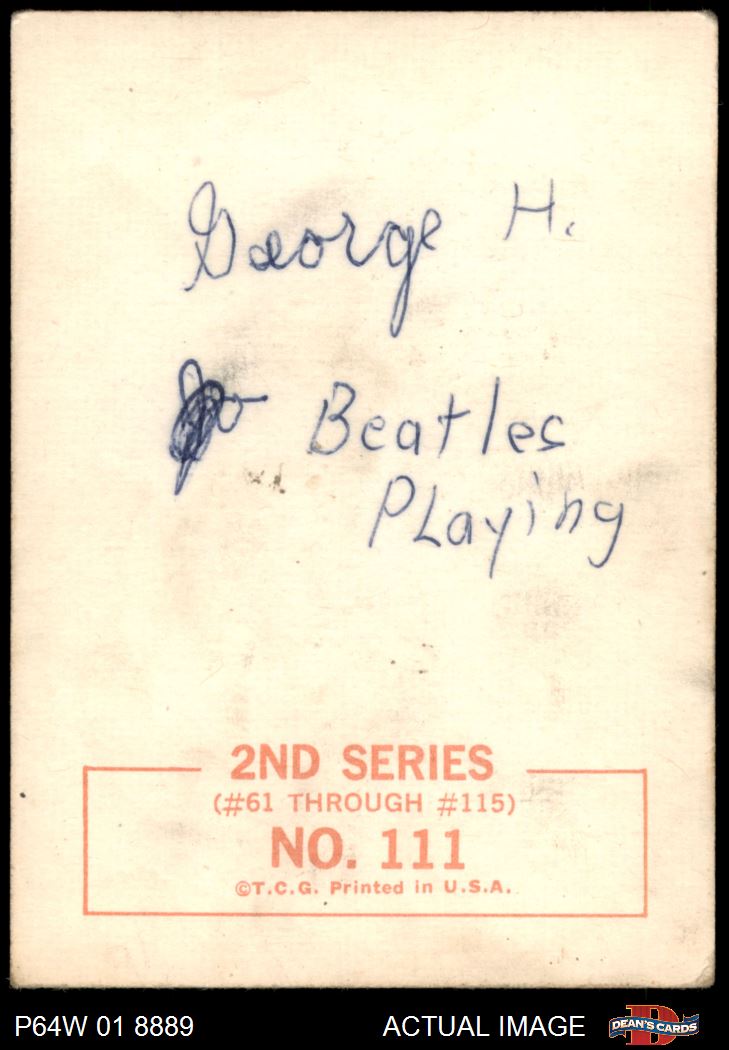 George H.
Beatles
Playing
2ND SERIES
(#61 THROUGH #115)
NO. 111
©T.C.G. Printed in U.S.A.
P64W 01 8889
ACTUAL IMAGE
DEAN'S CARDS